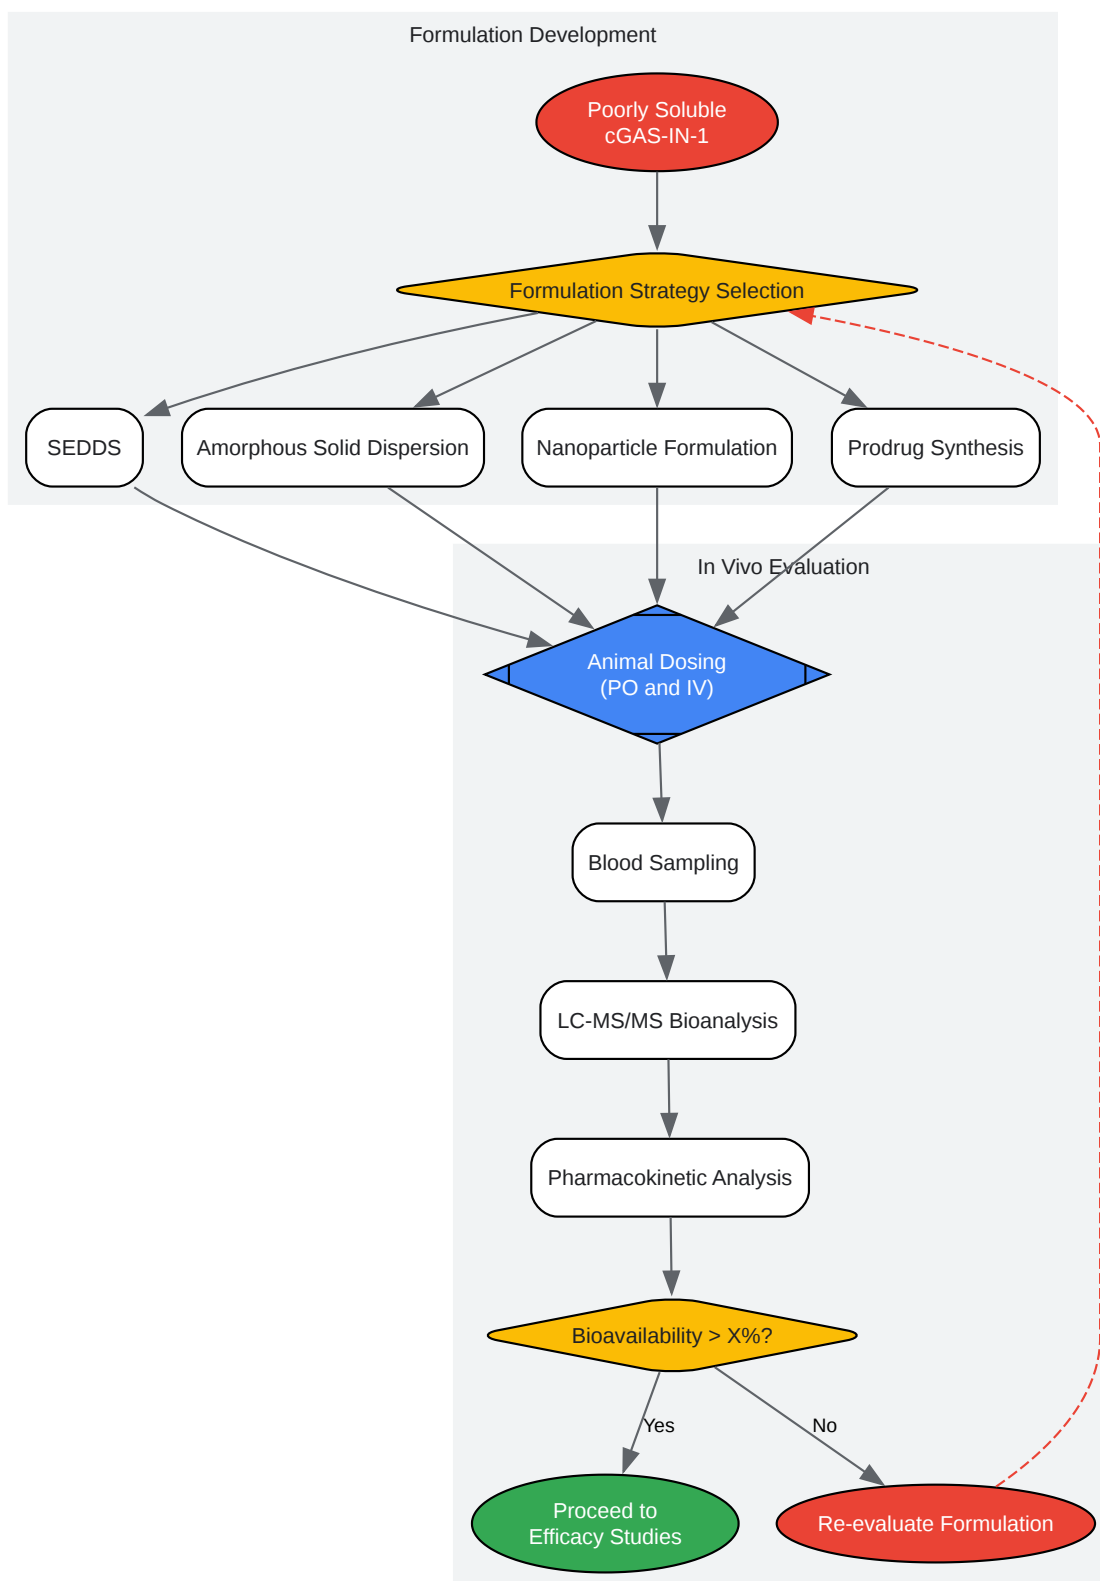 Formulation Development
Poorly Soluble
cGAS-IN-1
Formulation Strategy Selection
SEDDS
Amorphous Solid Dispersion
Nanoparticle Formulation
Prodrug Synthesis
In Vivo Evaluation
Animal Dosing
(PO and IV)
Blood Sampling
LC-MS/MS Bioanalysis
Pharmacokinetic Analysis
Bioavailability > X%?
Yes
No
Proceed to
Efficacy Studies
Re-evaluate Formulation